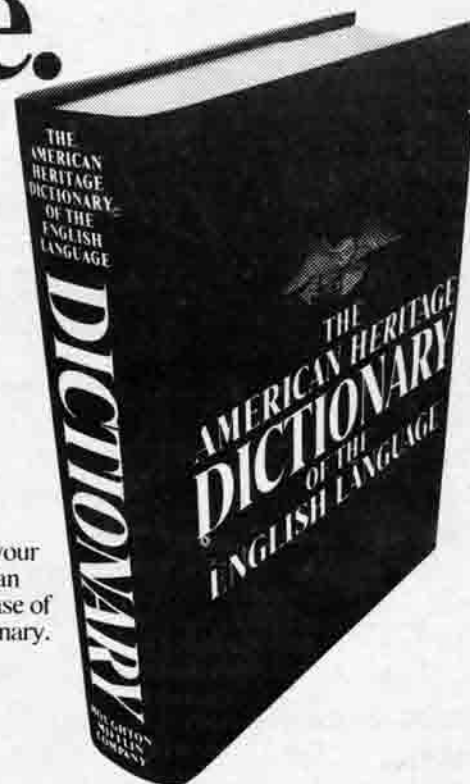 e.
THE
AMERICAN
HERITAGE
DICTIONARY
OF THE
ENGLISH
LANGUAGE
DICTIONARY
HOUGHTON
MIFFLIN
COMPANY
THE
AMERICAN HERITAGE
DICTIONARY
OF THE
ENGLISH LANGUAGE
your
an
ase of
nary.